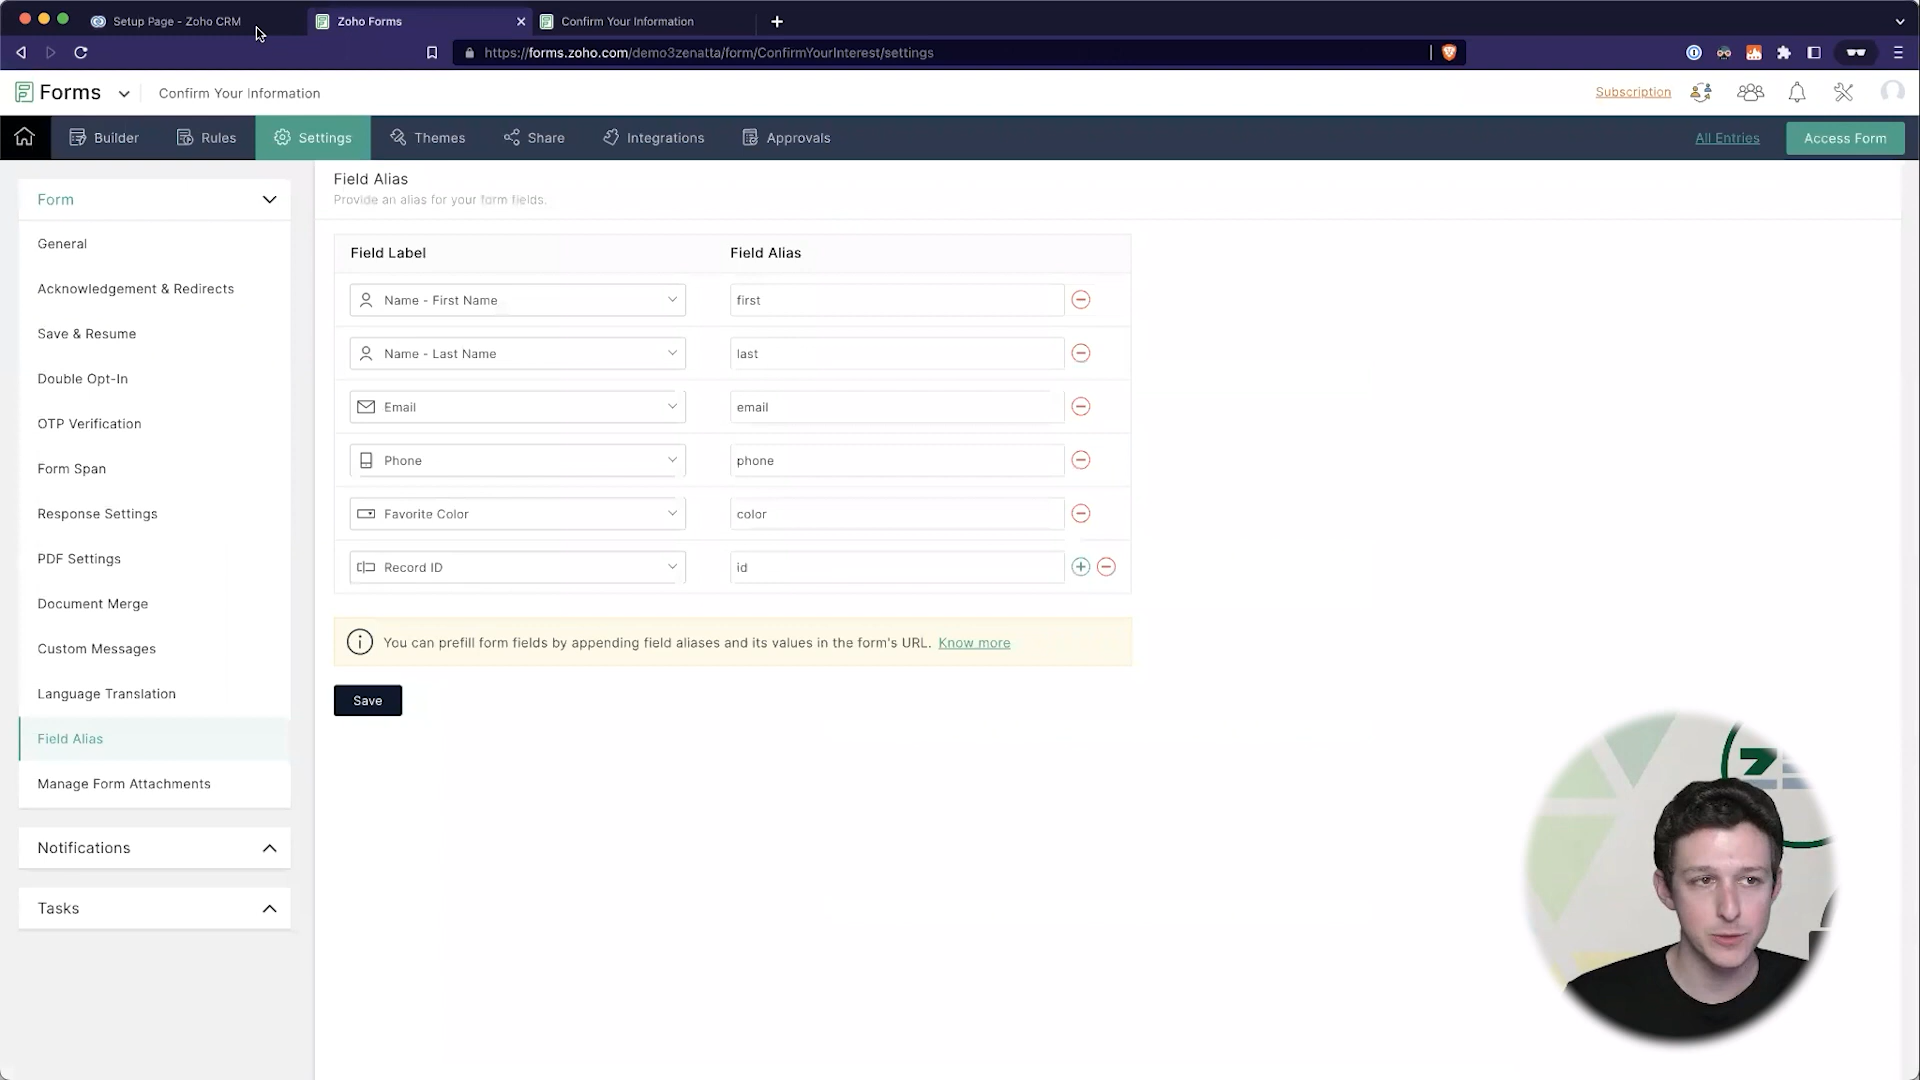 Setup Page - Zoho CRM
Zoho Forms
Confirm Your Information
https://forms.zoho.com/demo3zenatta/form/ConfirmYourInterest/settings
Forms
Confirm Your Information
Subscription
Builder
Rules
Settings
Themes
Share
Integrations
Approvals
All Entries
Access Form
Form
General
Acknowledgement & Redirects
Save & Resume
Double Opt-In
OTP Verification
Form Span
Response Settings
PDF Settings
Document Merge
Custom Messages
Language Translation
Field Alias
Manage Form Attachments
Notifications
Tasks
Field Alias
Provide an alias for your form fields.
Field Label Field Alias
Name - First Name first
Name - Last Name last
Email email
Phone phone
Favorite Color color
Record ID id
You can prefill form fields by appending field aliases and its values in the form's URL. Know more
Save